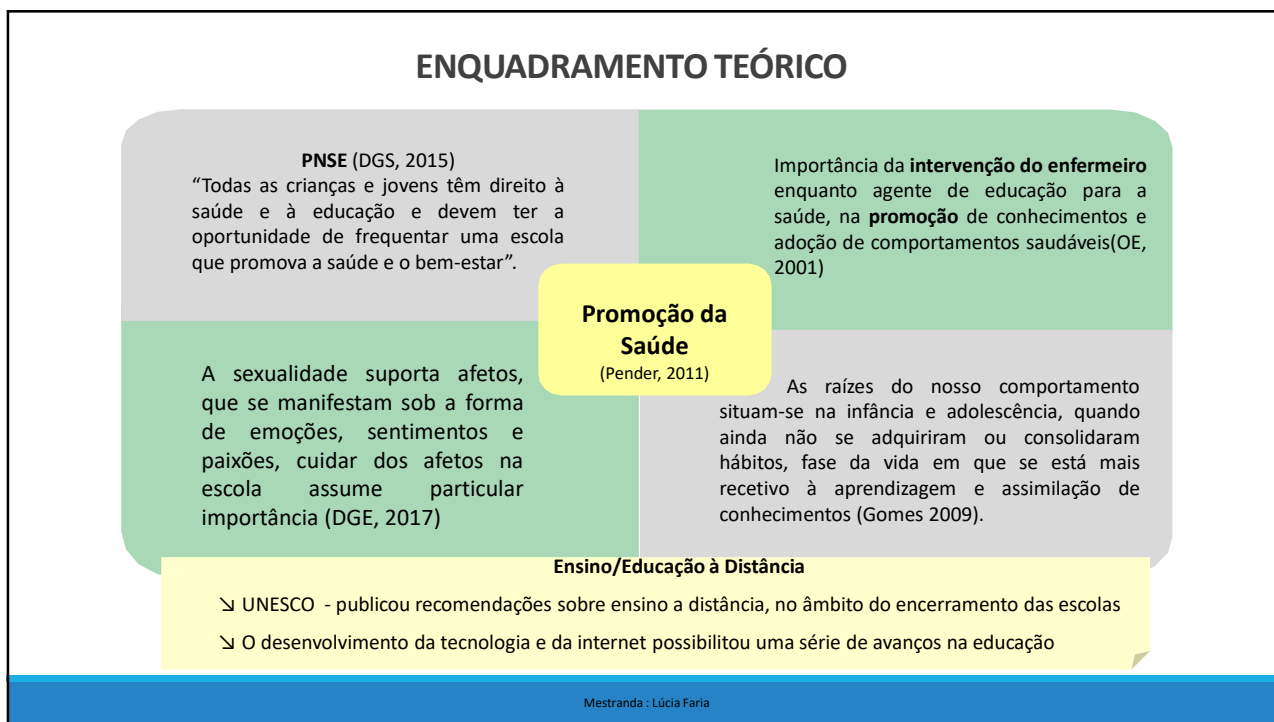 ENQUADRAMENTO TEÓRICO
PNSE (DGS, 2015)
“Todas as crianças e jovens têm direito à
saúde e à educação e devem ter a
oportunidade de frequentar uma escola
que promova a saúde e o bem-estar”.
Importância da intervenção do enfermeiro
enquanto agente de educação para a
saúde, na promoção de conhecimentos e
adoção de comportamentos saudáveis(OE,
2001)
Promoção da
Saúde
(Pender, 2011)
A sexualidade suporta afetos,
que se manifestam sob a forma
de emoções, sentimentos e
paixões, cuidar dos afetos na
escola assume particular
importância (DGE, 2017)
As raízes do nosso comportamento
situam-se na infância e adolescência, quando
ainda não se adquiriram ou consolidaram
hábitos, fase da vida em que se está mais
recetivo à aprendizagem e assimilação de
conhecimentos (Gomes 2009).
Ensino/Educação à Distância
↘ UNESCO - publicou recomendações sobre ensino a distância, no âmbito do encerramento das escolas
↘ O desenvolvimento da tecnologia e da internet possibilitou uma série de avanços na educação
Mestranda : Lúcia Faria